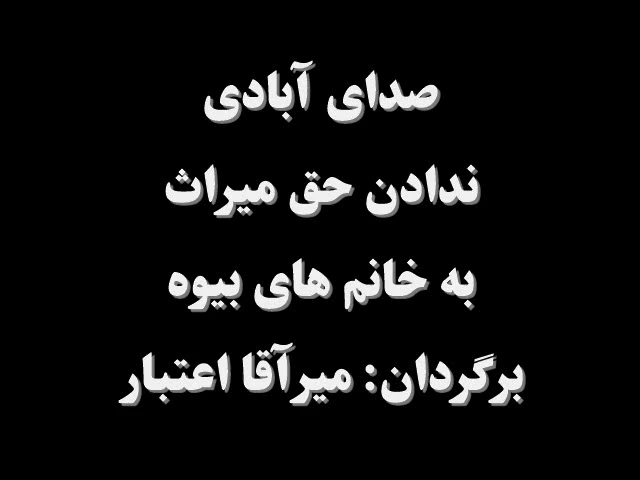 صدای آبادی
ندادن حق میراث
به خانم های بیوه
برگردان: میرآقا اعتبار